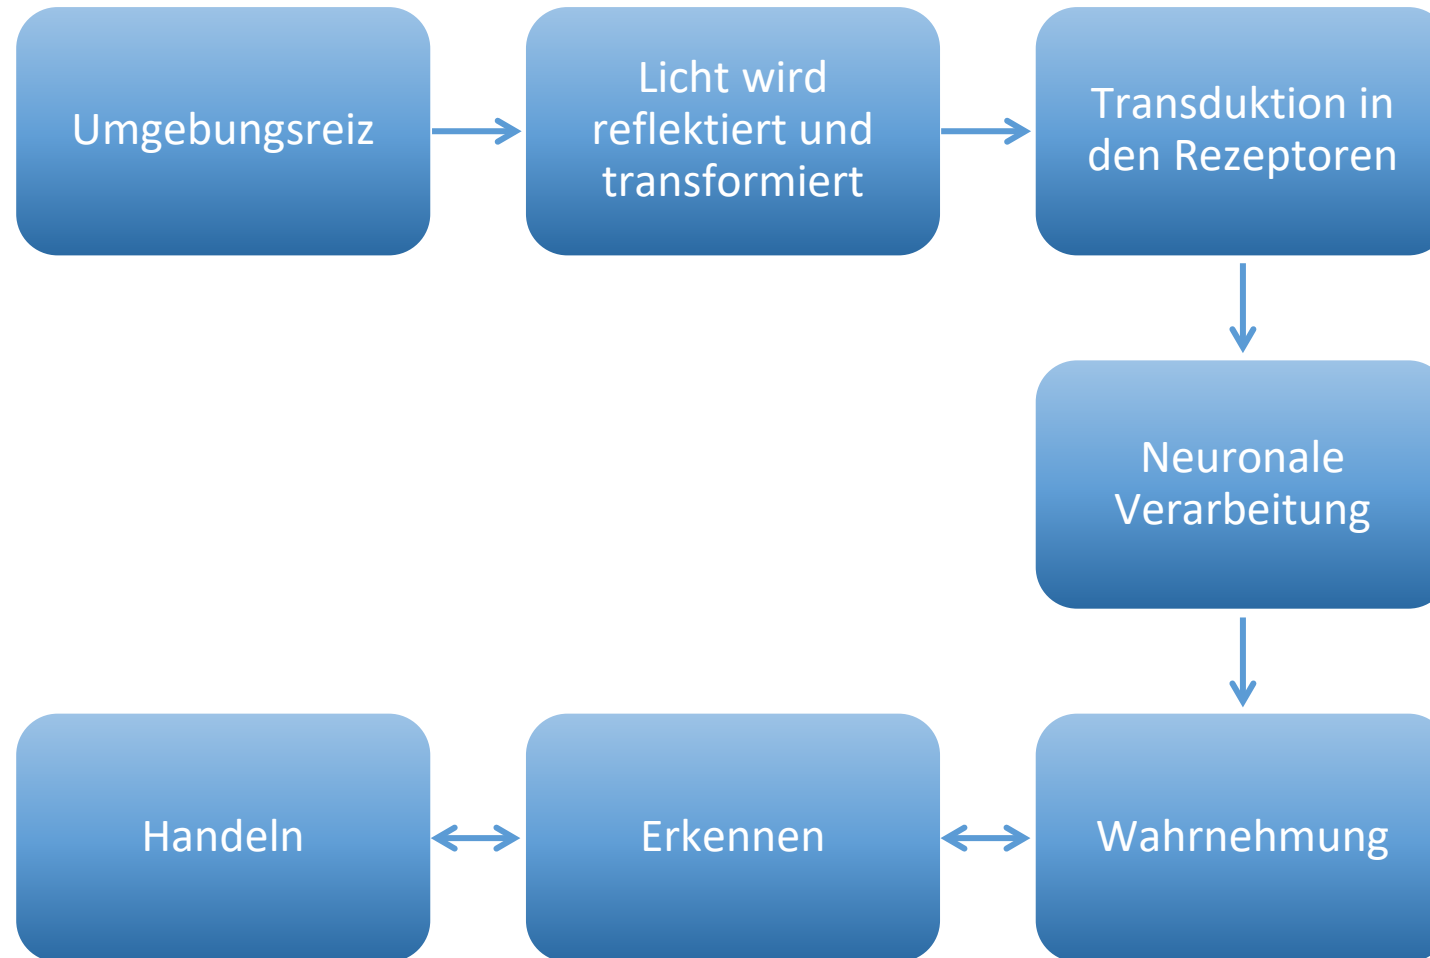 Umgebungsreiz
Licht wird
reflektiert und
transformiert
Transduktion in
den Rezeptoren
Neuronale
Verarbeitung
Handeln
Erkennen
Wahrnehmung